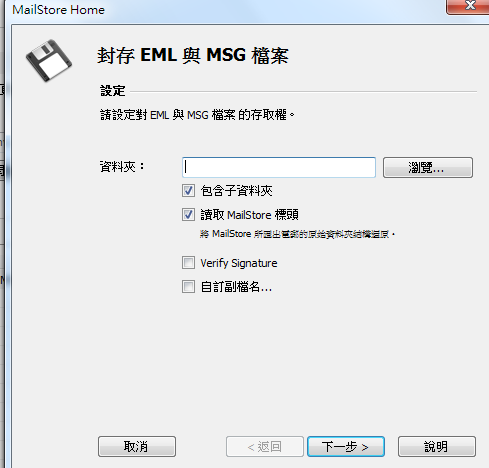 MailStore Home
封存 EML 與 MSG 檔案
設定
請設定對 EML 與 MSG 檔案 的存取權。
資料夾：
瀏覽...
包含子資料夾
讀取 MailStore 標頭
將 MailStore 所匯出電郵的原始資料夾結構還原。
Verify Signature
自訂副檔名...
取消
< 返回
下一步 >
說明